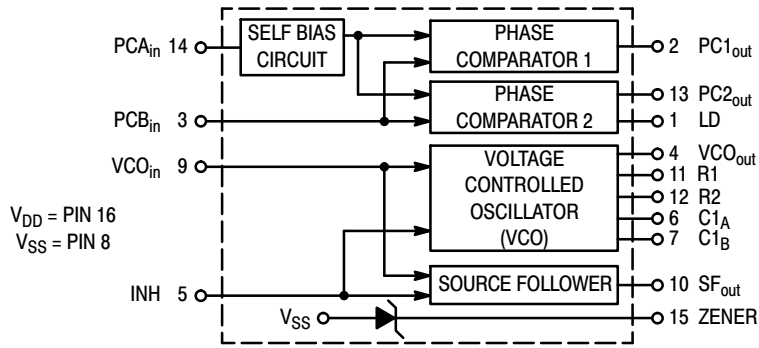 SELF BIAS
CIRCUIT
PHASE
COMPARATOR 1
PHASE
COMPARATOR 2
VOLTAGE
CONTROLLED
OSCILLATOR
(VCO)
SOURCE FOLLOWER
PCAin 14
PCBin 3
VCOin 9
VDD = PIN 16
VSS = PIN 8
INH 5
VSS
2 PC1out
13 PC2out
1 LD
4 VCOout
11 R1
12 R2
6 C1A
7 C1B
10 SFout
15 ZENER